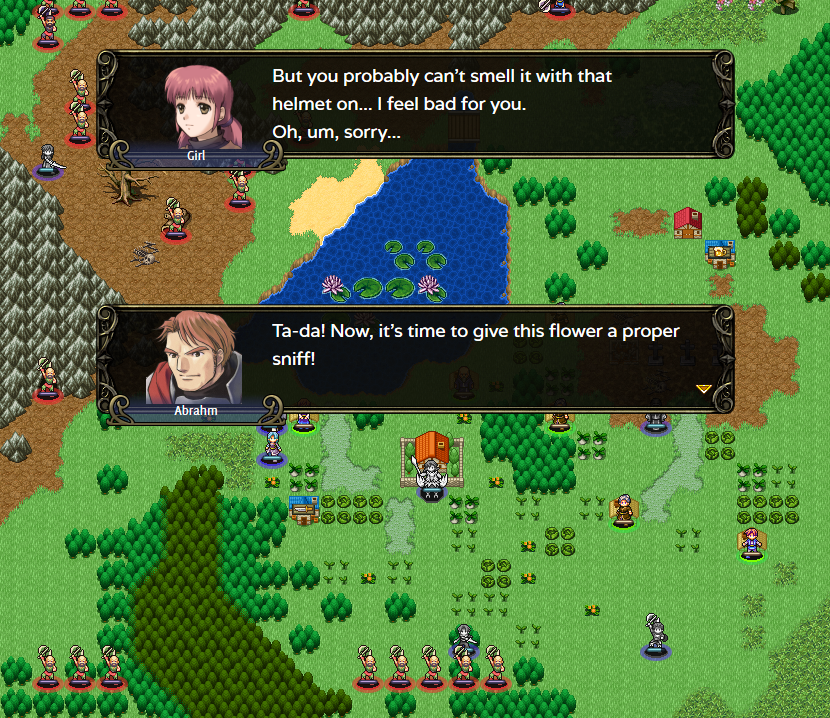 But you probably can't smell it with that
helmet on... I feel bad for you.
Oh, um, sorry...
Girl
Ta-da! Now, it's time to give this flower a proper
sniff!
Abrahm